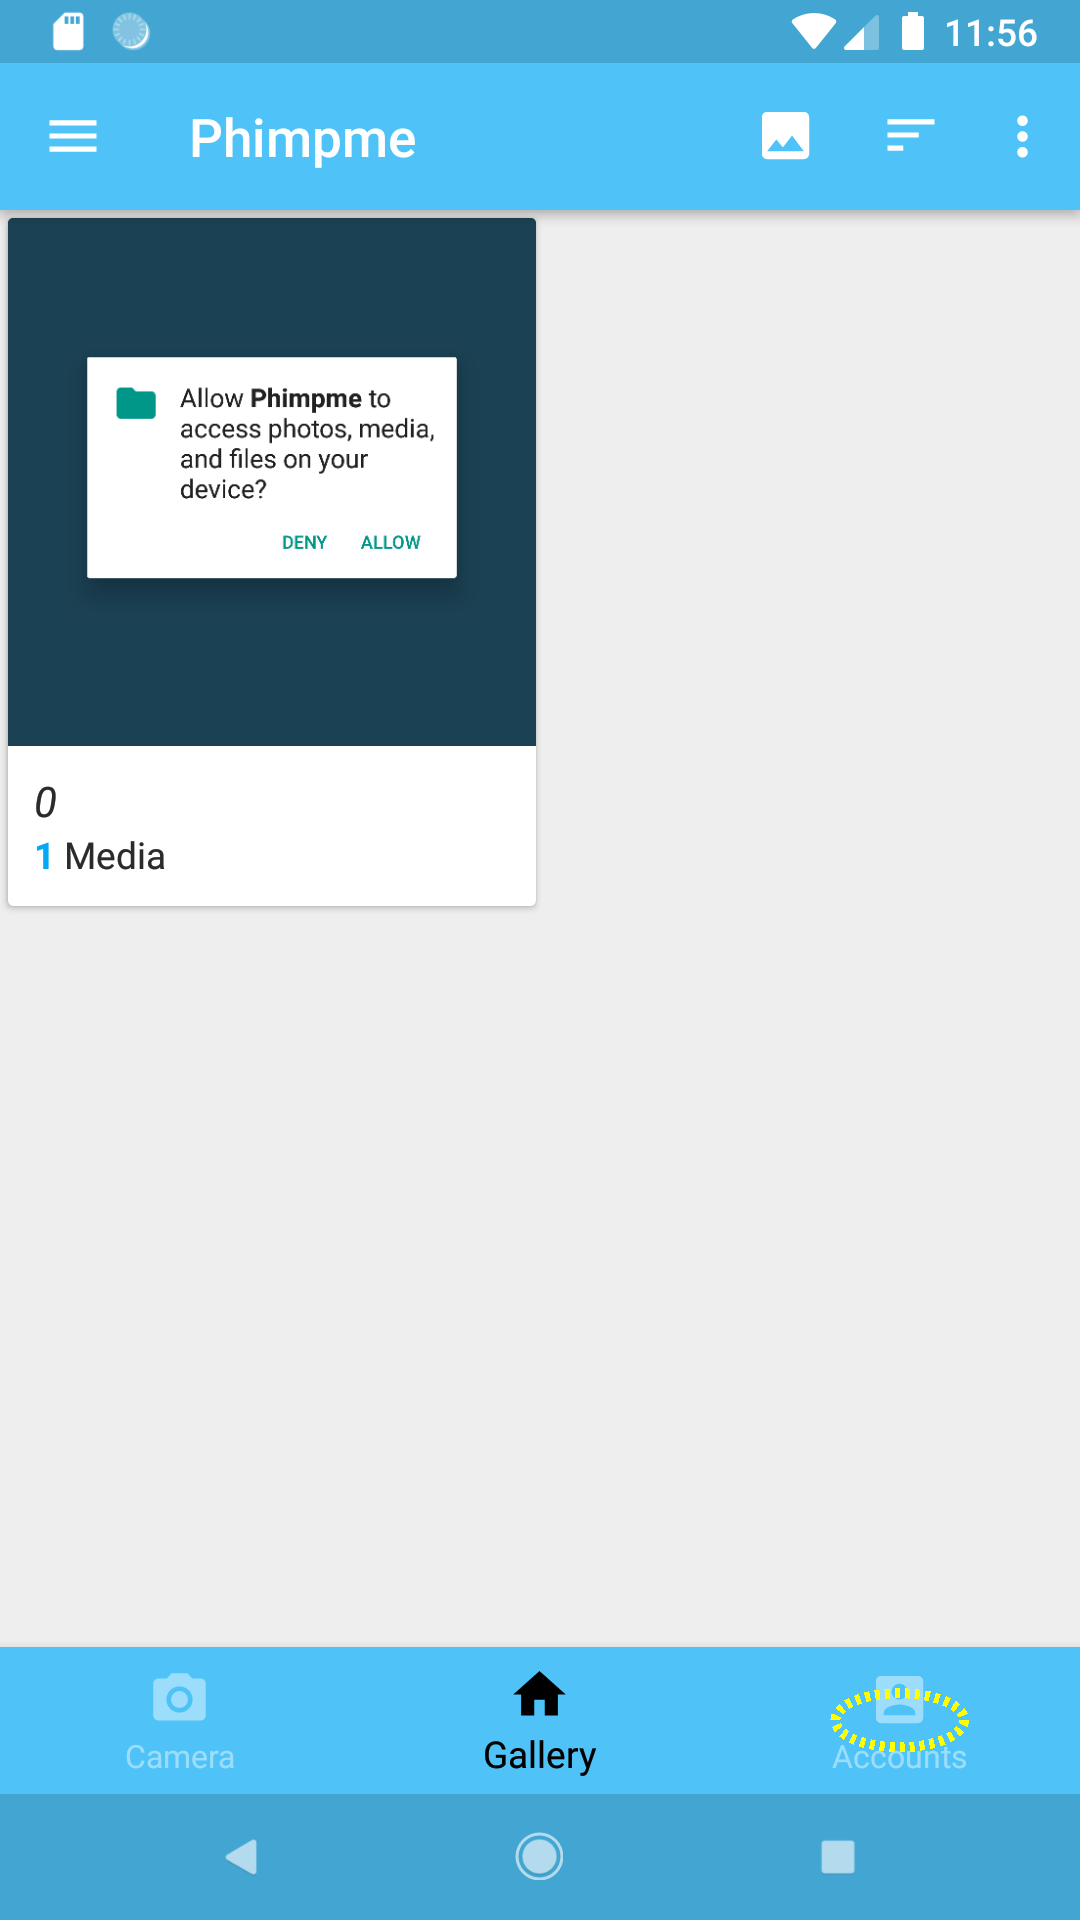 11:56
Phimpme
Allow Phimpme to
access photos, media,
and files on your
device?
DENY ALLOW
0
1 Media
Camera
Gallery
Accounts